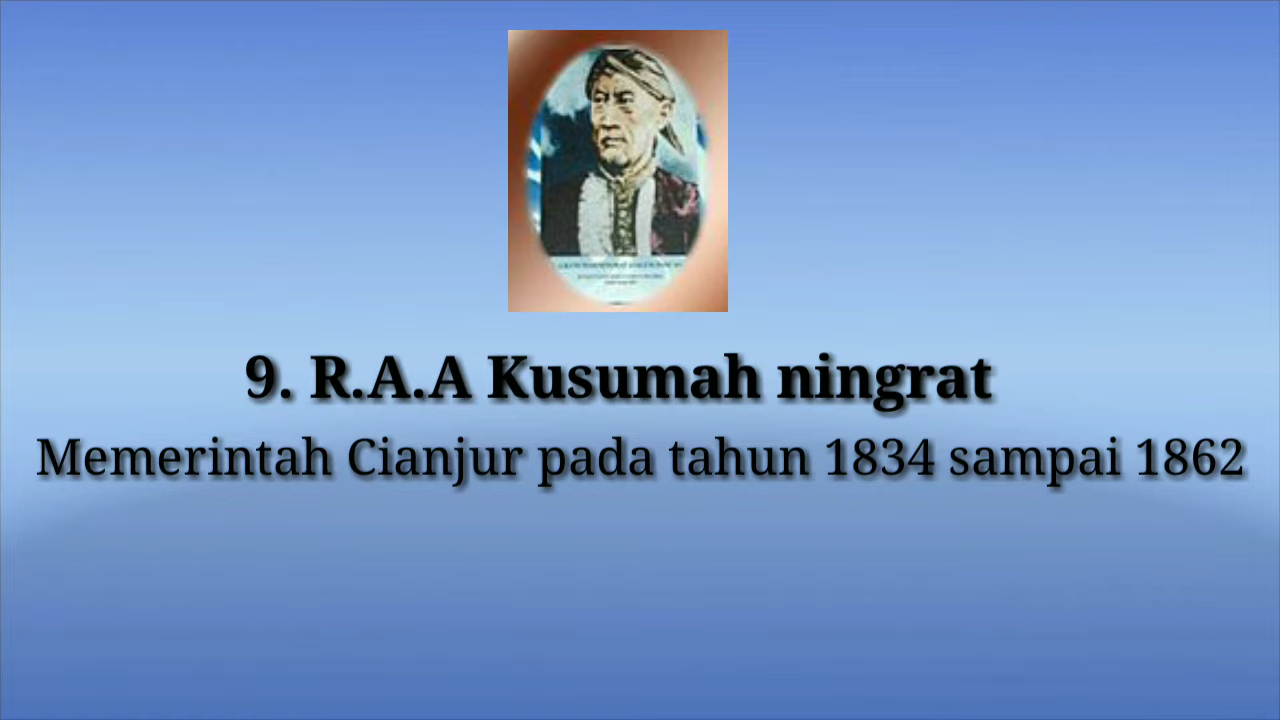 9. R.A.A Kusumah ningrat
Memerintah Cianjur pada tahun 1834 sampai 1862